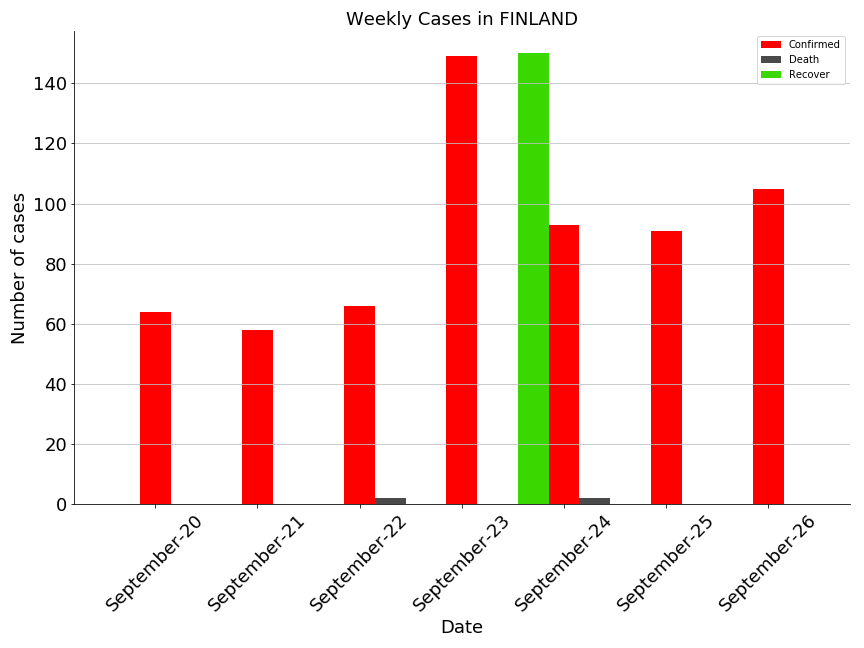 Weekly Cases in FINLAND
Confirmed
Death
Recover
Number of cases
140
120
100
80
60
40
20
0
September-20
September-21
September-22
September-23
September-24
September-25
September-26
Date